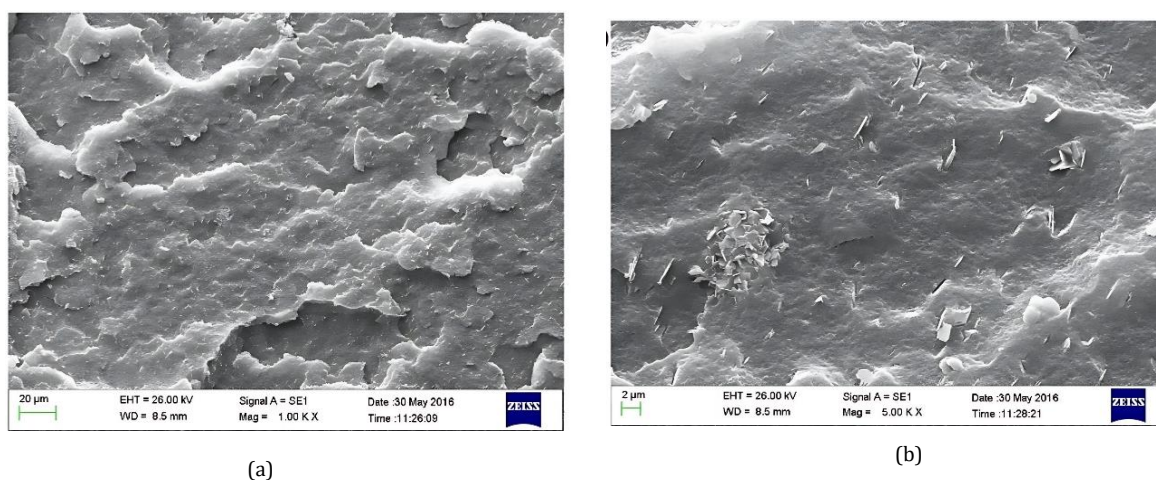 20 µm
EHT = 26.00 kV
Signal A = SE1
Date :30 May 2016
WD = 8.5 mm
Mag = 1.00 K X
Time :11:26:09
ZEISS
(a)
2 µm
EHT = 26.00 kV
Signal A = SE1
Date :30 May 2016
WD = 8.5 mm
Mag = 5.00 K X
Time :11:28:21
ZEISS
(b)